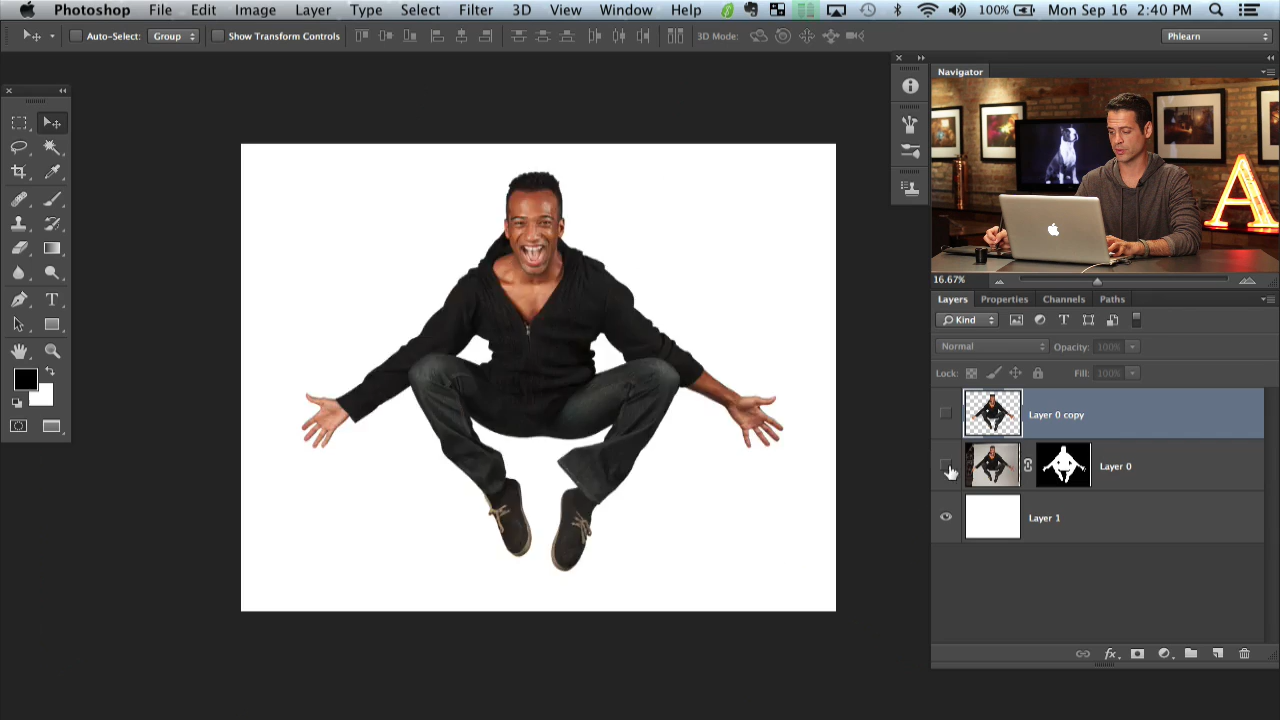 Photoshop File Edit Image Layer Type Select Filter 3D View Window Help 100% Mon Sep 16 2:40 PM
Auto-Select: Group Show Transform Controls 3D Mode: Phlearn
Navigator
A
16.67%
Layers Properties Channels Paths
Kind
Normal Opacity: 100%
Lock: Fill: 100%
Layer 0 copy
Layer 0
Layer 1